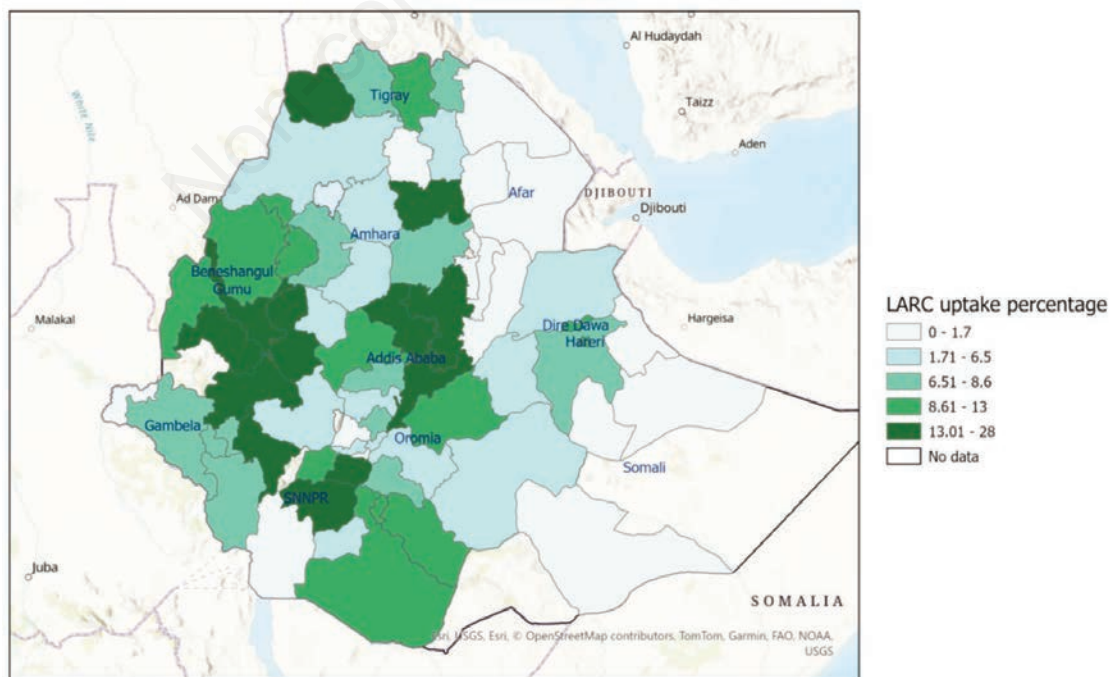 Al Hudaydah
Tigray
Taizz
White Nile
Aden
Afar
DJIBOUTI
Ad Dam
Djibouti
Amhara
Beneshangul
Gumu
LARC uptake percentage
Malakal
Dire Dawa
Hargeisa
0 - 1.7
Hareri
1.71 - 6.5
Addis Ababa
6.51 - 8.6
8.61 - 13
Gambela
13.01 - 28
Oromia
No data
Somali
SNNPR
Juba
SOMALIA
Esri, USGS, Esri, © OpenStreetMap contributors, TomTom, Garmin, FAO, NOAA,
USGS